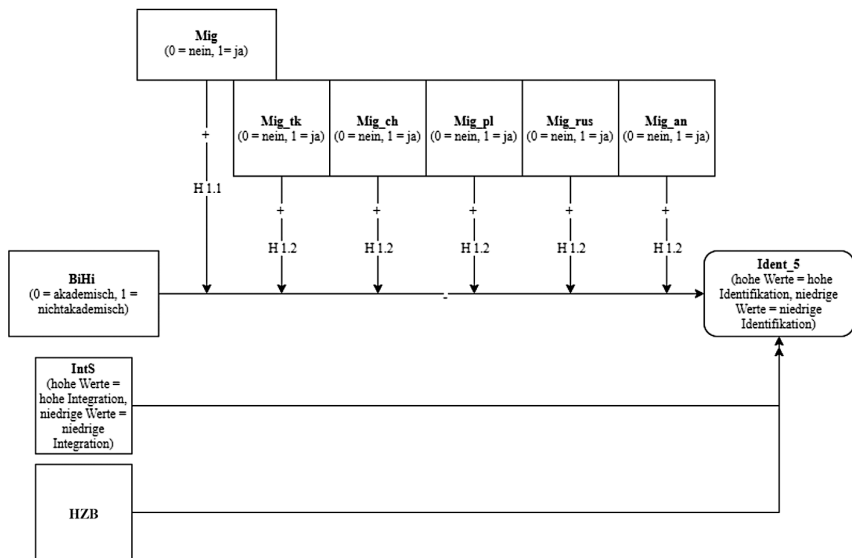 Mig
(0 = nein, 1= ja)
Mig_tk
(0 = nein, 1 = ja)
Mig_ch
(0 = nein, 1 = ja)
Mig_pl
(0 = nein, 1 = ja)
Mig_rus
(0 = nein, 1 = ja)
Mig_an
(0 = nein, 1 = ja)
+
H 1.1
+
H 1.2
+
H 1.2
+
H 1.2
+
H 1.2
+
H 1.2
BiHi
(0 = akademisch, 1 =
nichtakademisch)
-
Ident_5
(hohe Werte = hohe
Identifikation, niedrige
Werte = niedrige
Identifikation)
IntS
(hohe Werte =
hohe Integration,
niedrige Werte =
niedrige
Integration)
HZB